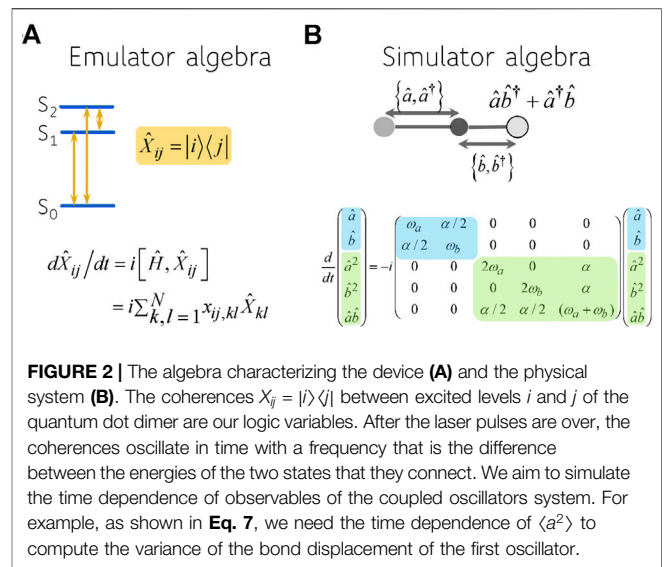 A
Emulator algebra
S₂
S₁
S₀
X̂ᵢⱼ = |i⟩⟨j|
dX̂ᵢⱼ/dt = i[Ĥ, X̂ᵢⱼ]
= iΣᴺₖ,ₗ₌₁ xᵢⱼ,ₖₗ X̂ₖₗ
B
Simulator algebra
{â, â†}
âb̂† + â†b̂
{b̂, b̂†}
d/dt (â b̂ â² b̂² âb̂) = −i
ωₐ α/2 0 0 0
α/2 ω_b 0 0 0
0 0 2ωₐ 0 α
0 0 0 2ω_b α
0 0 α/2 α/2 (ωₐ + ω_b)
(â b̂ â² b̂² âb̂)
FIGURE 2 | The algebra characterizing the device (A) and the physical
system (B). The coherences Xᵢⱼ = |i⟩⟨j| between excited levels i and j of the
quantum dot dimer are our logic variables. After the laser pulses are over, the
coherences oscillate in time with a frequency that is the difference
between the energies of the two states that they connect. We aim to simulate
the time dependence of observables of the coupled oscillators system. For
example, as shown in Eq. 7, we need the time dependence of ⟨a²⟩ to
compute the variance of the bond displacement of the first oscillator.